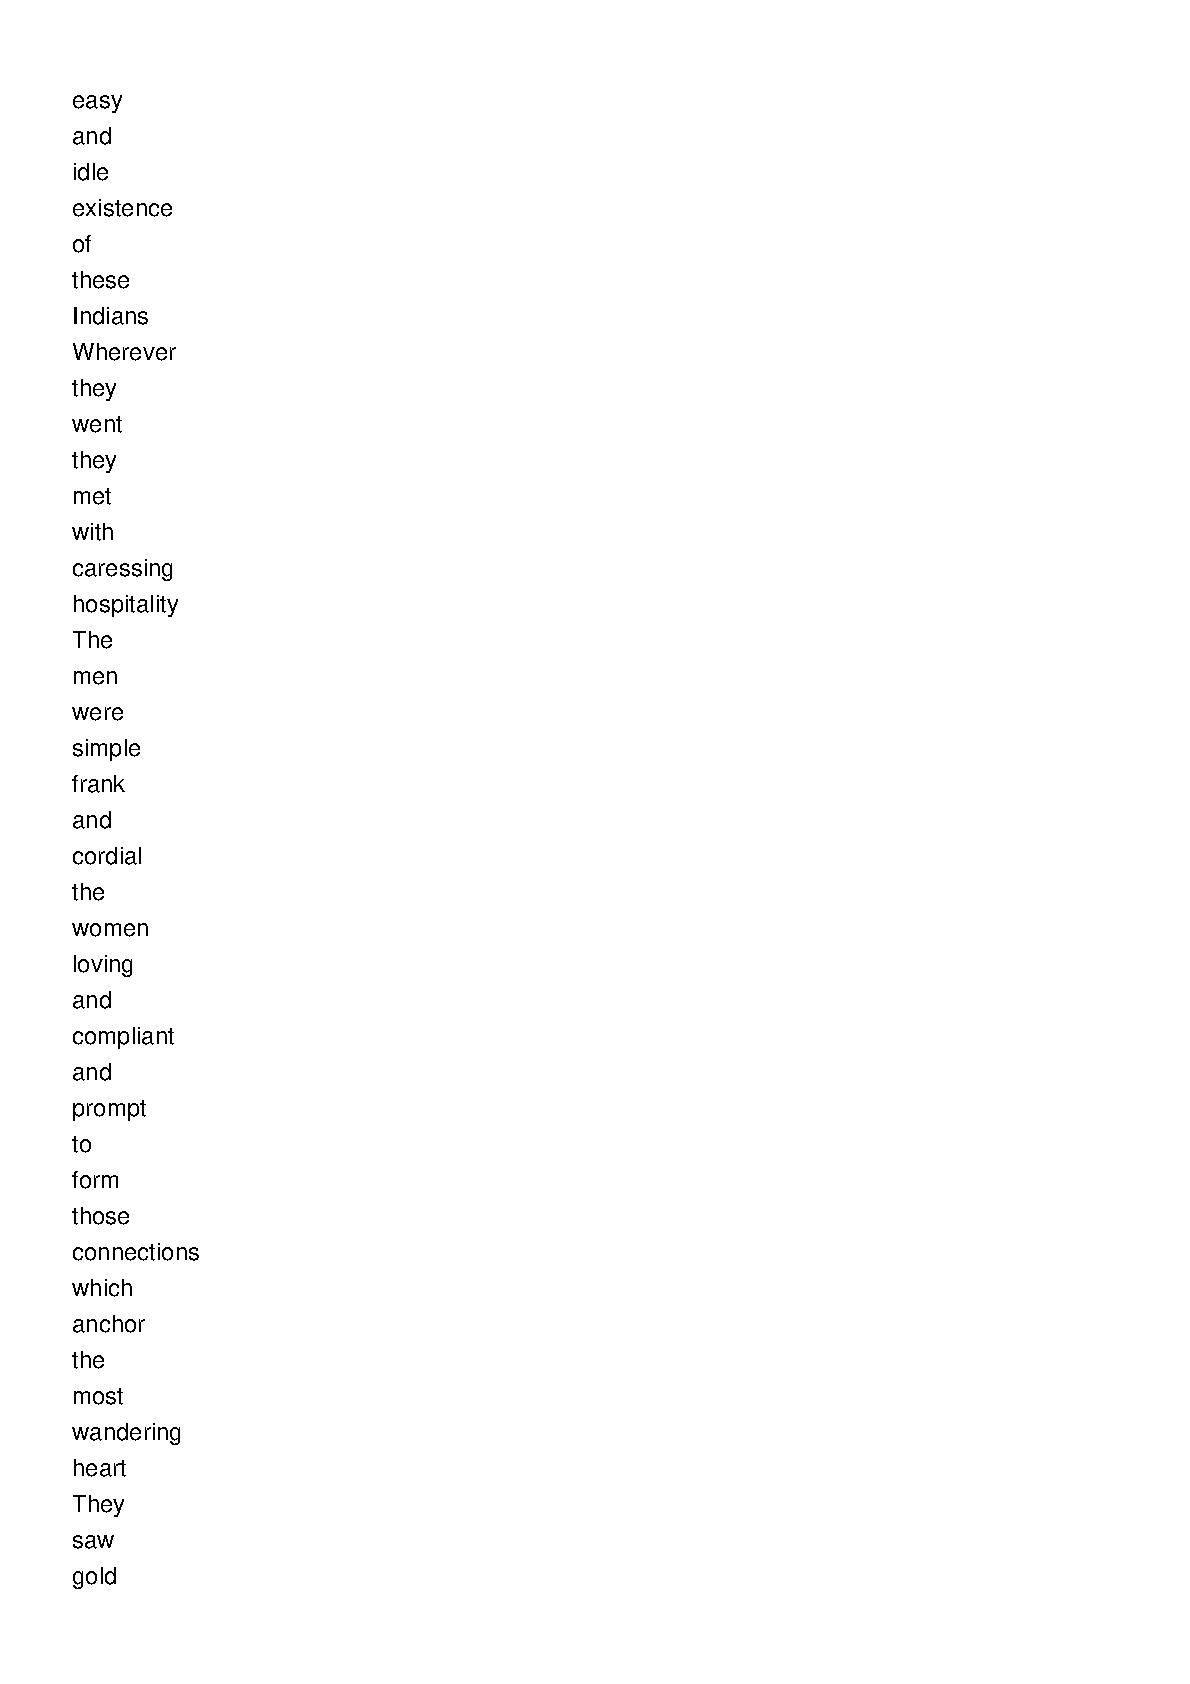 easy
and
idle
existence
of
these
Indians
Wherever
they
went
they
met
with
caressing
hospitality
The
men
were
simple
frank
and
cordial
the
women
loving
and
compliant
and
prompt
to
form
those
connections
which
anchor
the
most
wandering
heart
They
saw
gold